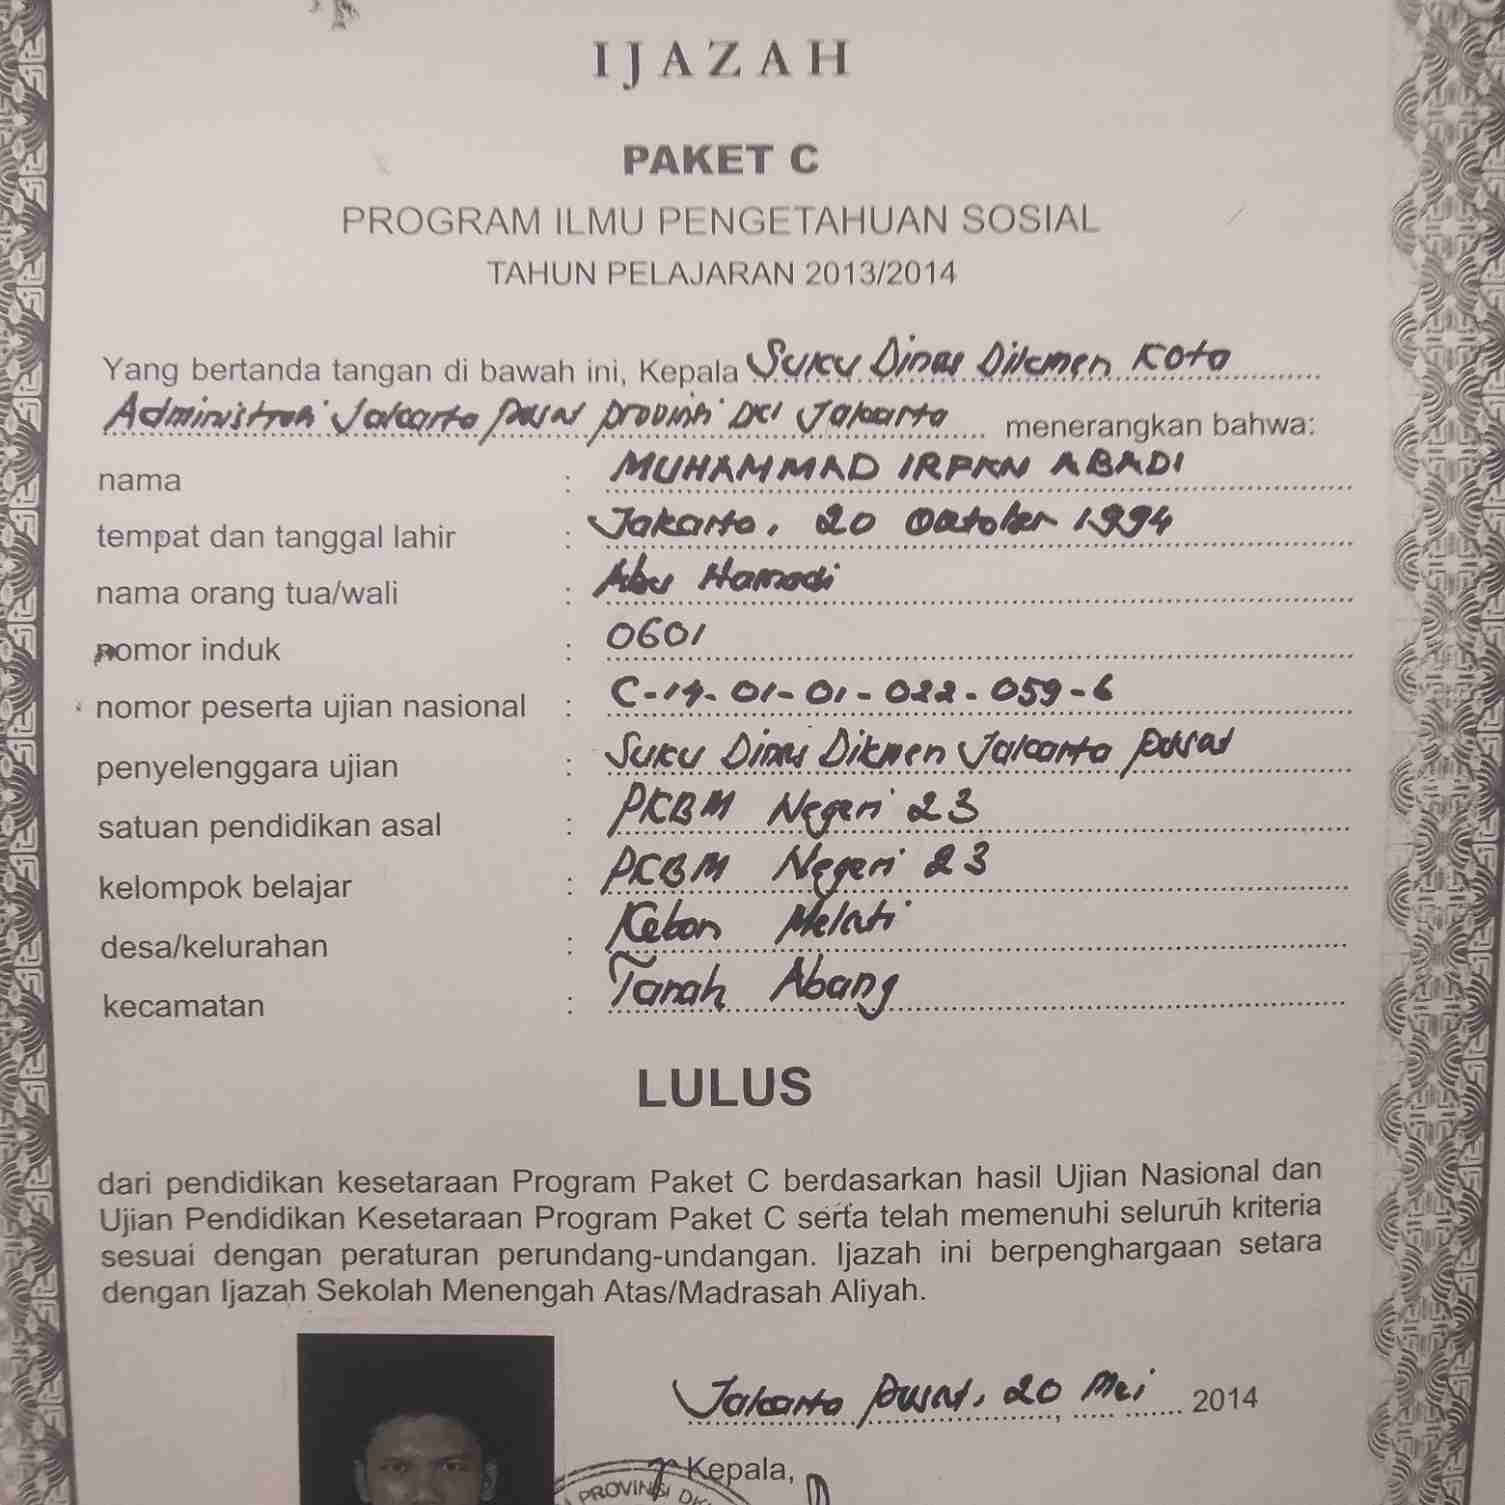 IJAZAH
PAKET C
PROGRAM ILMU PENGETAHUAN SOSIAL
TAHUN PELAJARAN 2013/2014
Yang bertanda tangan di bawah ini, Kepala Suku Dinas Dikmen Kota
Administrasi Jakarta Pusat Provinsi DKI Jakarta menerangkan bahwa:
nama : MUHAMMAD IRFAN ABADI
tempat dan tanggal lahir : Jakarta, 20 Oktober 1994
nama orang tua/wali : Abu Hamadi
nomor induk : 0601
nomor peserta ujian nasional : C-14-01-01-022-059-6
penyelenggara ujian : Suku Dinas Dikmen Jakarta Pusat
satuan pendidikan asal : PKBM Negeri 23
kelompok belajar : PKBM Negeri 23
desa/kelurahan : Kebon Melati
kecamatan : Tanah Abang
LULUS
dari pendidikan kesetaraan Program Paket C berdasarkan hasil Ujian Nasional dan
Ujian Pendidikan Kesetaraan Program Paket C serta telah memenuhi seluruh kriteria
sesuai dengan peraturan perundang-undangan. Ijazah ini berpenghargaan setara
dengan Ijazah Sekolah Menengah Atas/Madrasah Aliyah.
Jakarta Pusat, 20 Mei 2014
Kepala,
PROVINSI